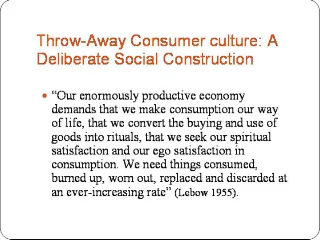 Throw-Away Consumer culture: A
Deliberate Social Construction
• “Our enormously productive economy
demands that we make consumption our way
of life, that we convert the buying and use of
goods into rituals, that we seek our spiritual
satisfaction and our ego satisfaction in
consumption. We need things consumed,
burned up, worn out, replaced and discarded at
an ever-increasing rate” (Lebow 1955).